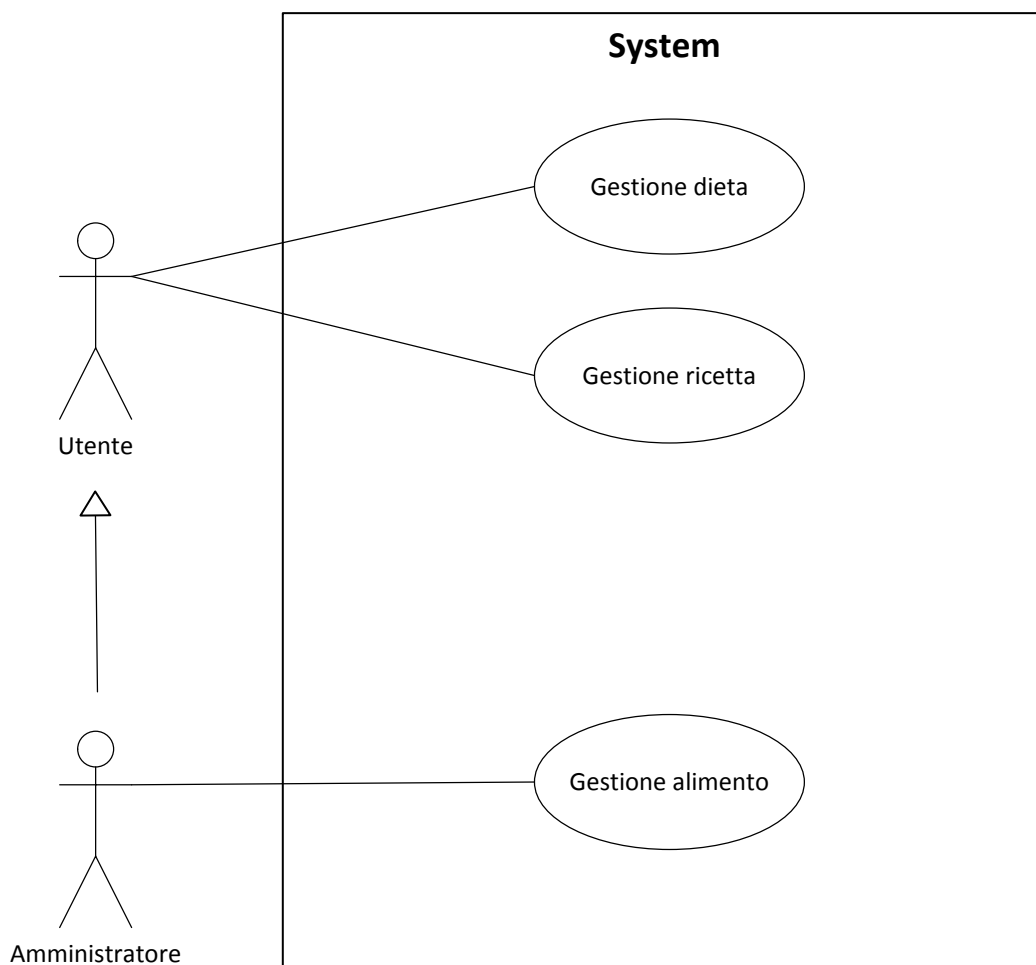 System
Gestione dieta
Gestione ricetta
Utente
Gestione alimento
Amministratore